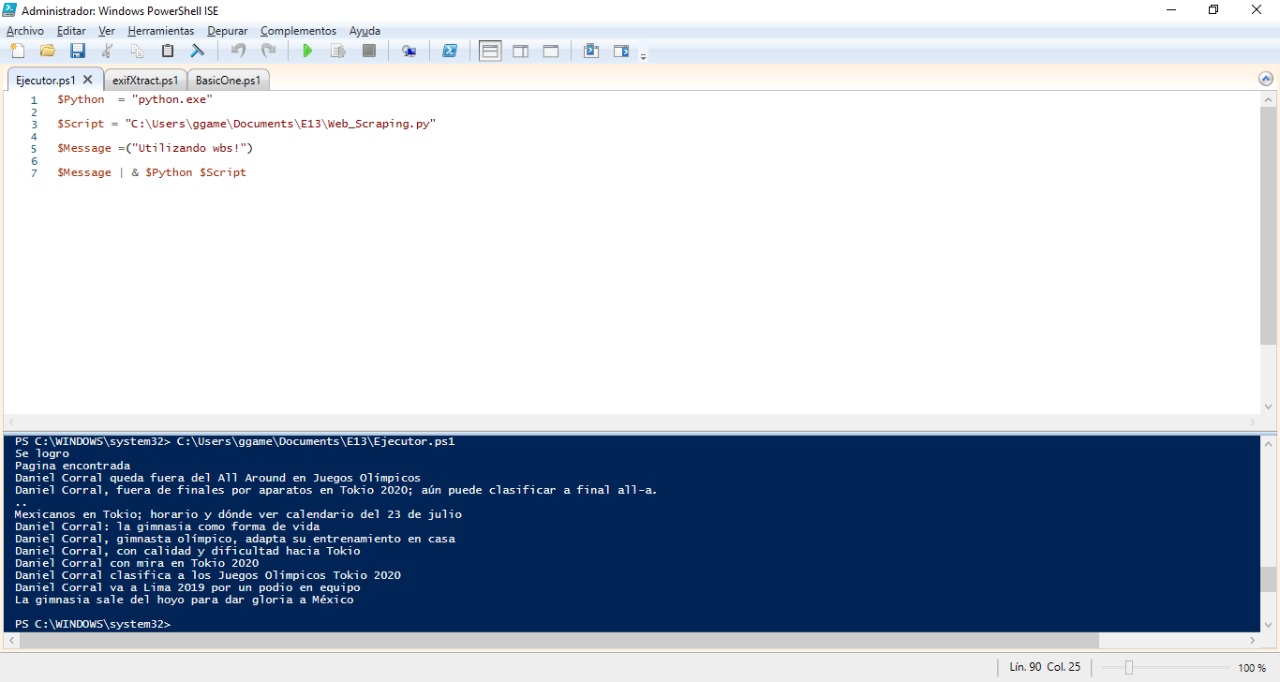 Administrador: Windows PowerShell ISE
Archivo Editar Ver Herramientas Depurar Complementos Ayuda
Ejecutor.ps1 exifXtract.ps1 BasicOne.ps1
1 $Python = "python.exe"
2
3 $Script = "C:\Users\ggame\Documents\E13\Web_Scraping.py"
4
5 $Message =("Utilizando wbs!")
6
7 $Message | & $Python $Script
PS C:\WINDOWS\system32> C:\Users\ggame\Documents\E13\Ejecutor.ps1
Se logro
Pagina encontrada
Daniel Corral queda fuera del All Around en Juegos Olímpicos
Daniel Corral, fuera de finales por aparatos en Tokio 2020; aún puede clasificar a final all-a.
..
Mexicanos en Tokio; horario y dónde ver calendario del 23 de julio
Daniel Corral: la gimnasia como forma de vida
Daniel Corral, gimnasta olímpico, adapta su entrenamiento en casa
Daniel Corral, con calidad y dificultad hacia Tokio
Daniel Corral con mira en Tokio 2020
Daniel Corral clasifica a los Juegos Olímpicos Tokio 2020
Daniel Corral va a Lima 2019 por un podio en equipo
La gimnasia sale del hoyo para dar gloria a México
PS C:\WINDOWS\system32>
Lín. 90 Col. 25 100 %